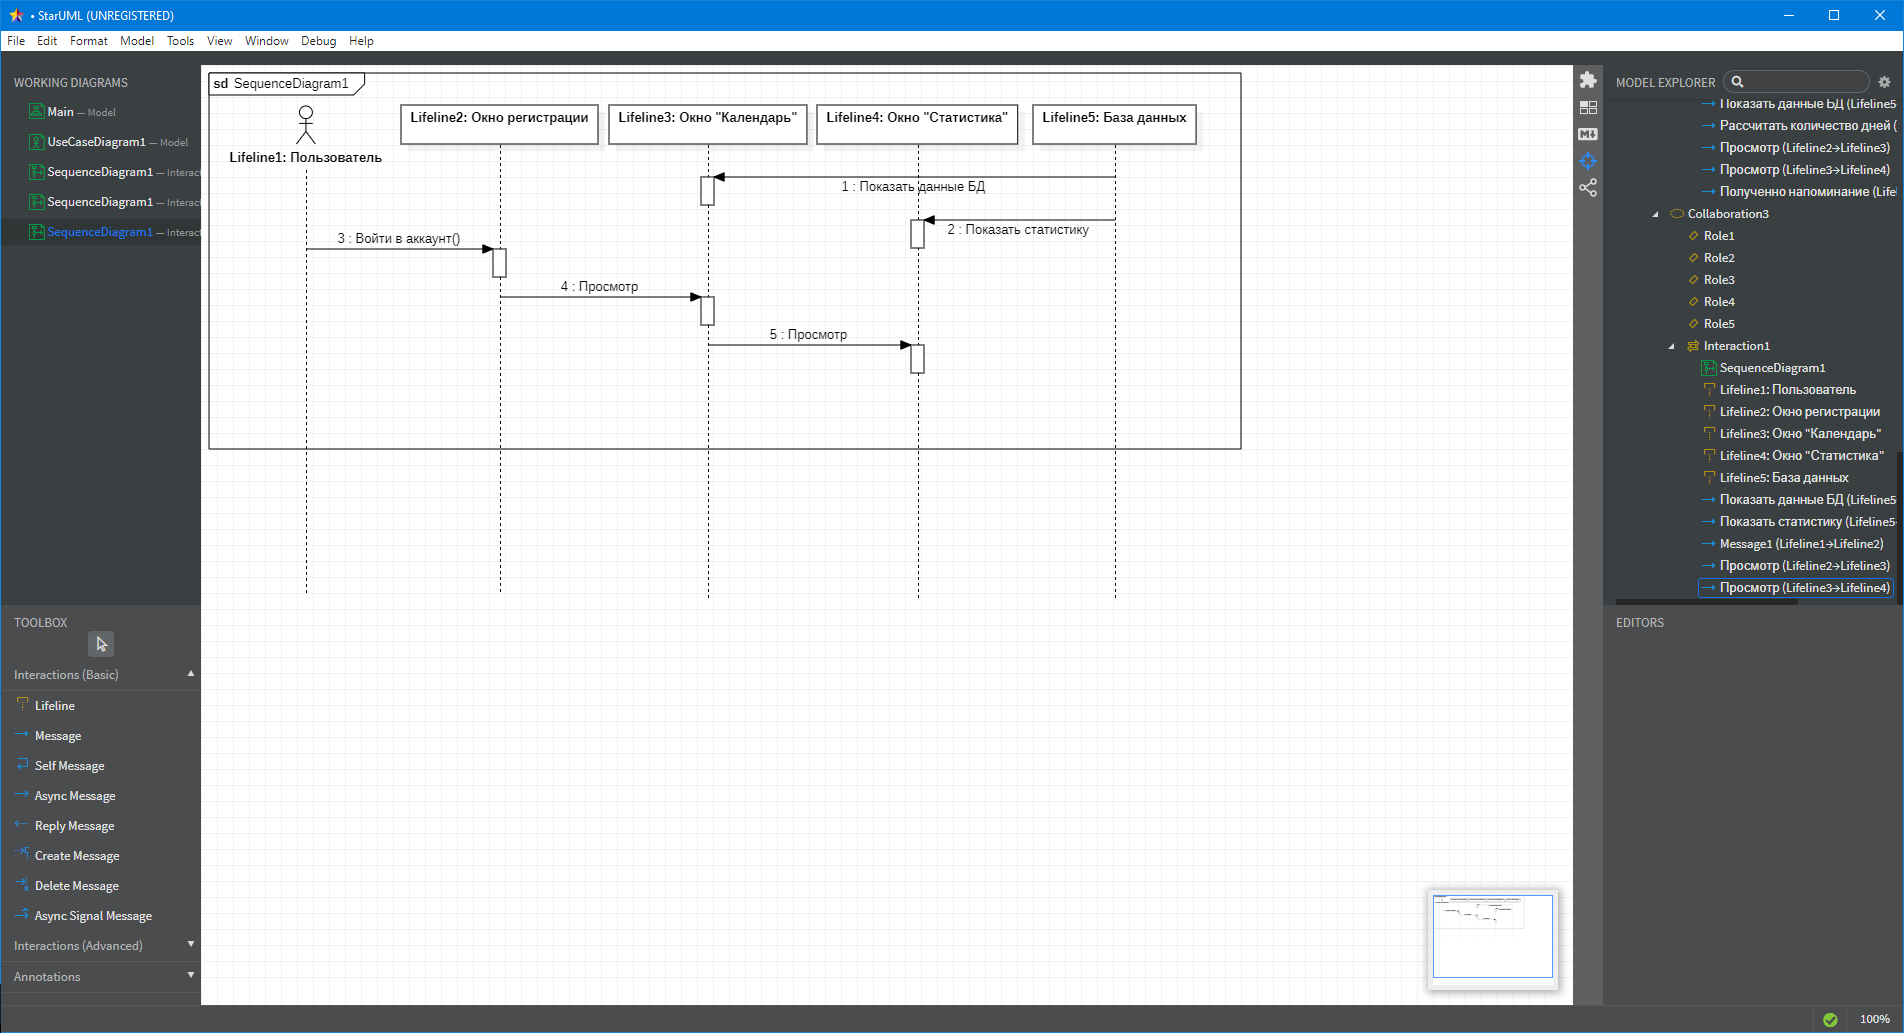 • StarUML (UNREGISTERED)
File Edit Format Model Tools View Window Debug Help
WORKING DIAGRAMS
Main — Model
UseCaseDiagram1 — Model
SequenceDiagram1 — Interact
SequenceDiagram1 — Interact
SequenceDiagram1 — Interact
TOOLBOX
Interactions (Basic)
Lifeline
Message
Self Message
Async Message
Reply Message
Create Message
Delete Message
Async Signal Message
Interactions (Advanced)
Annotations
sd SequenceDiagram1
Lifeline1: Пользователь
Lifeline2: Окно регистрации
Lifeline3: Окно "Календарь"
Lifeline4: Окно "Статистика"
Lifeline5: База данных
1 : Показать данные БД
2 : Показать статистику
3 : Войти в аккаунт()
4 : Просмотр
5 : Просмотр
MODEL EXPLORER
Показать данные БД (Lifeline5
Рассчитать количество дней (
Просмотр (Lifeline2→Lifeline3)
Просмотр (Lifeline3→Lifeline4)
Полученно напоминание (Life
Collaboration3
Role1
Role2
Role3
Role4
Role5
Interaction1
SequenceDiagram1
Lifeline1: Пользователь
Lifeline2: Окно регистрации
Lifeline3: Окно "Календарь"
Lifeline4: Окно "Статистика"
Lifeline5: База данных
Показать данные БД (Lifeline5
Показать статистику (Lifeline5
Message1 (Lifeline1→Lifeline2)
Просмотр (Lifeline2→Lifeline3)
Просмотр (Lifeline3→Lifeline4)
EDITORS
100%